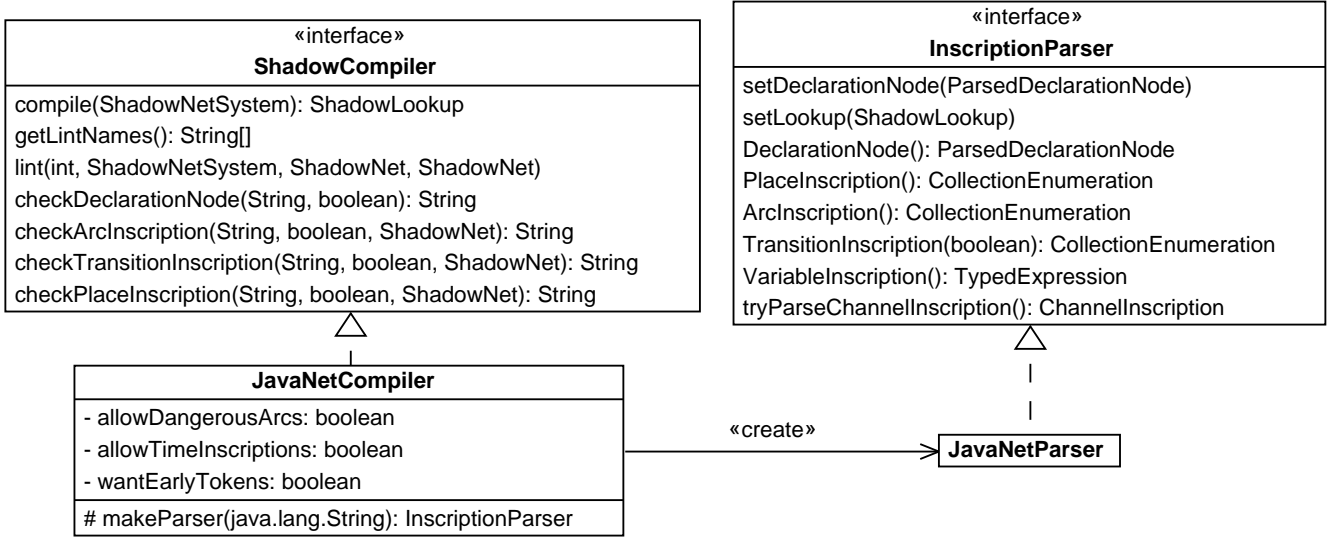 «interface»
ShadowCompiler
compile(ShadowNetSystem): ShadowLookup
getLintNames(): String[]
lint(int, ShadowNetSystem, ShadowNet, ShadowNet)
checkDeclarationNode(String, boolean): String
checkArcInscription(String, boolean, ShadowNet): String
checkTransitionInscription(String, boolean, ShadowNet): String
checkPlaceInscription(String, boolean, ShadowNet): String
«interface»
InscriptionParser
setDeclarationNode(ParsedDeclarationNode)
setLookup(ShadowLookup)
DeclarationNode(): ParsedDeclarationNode
PlaceInscription(): CollectionEnumeration
ArcInscription(): CollectionEnumeration
TransitionInscription(boolean): CollectionEnumeration
VariableInscription(): TypedExpression
tryParseChannelInscription(): ChannelInscription
JavaNetCompiler
- allowDangerousArcs: boolean
- allowTimeInscriptions: boolean
- wantEarlyTokens: boolean
# makeParser(java.lang.String): InscriptionParser
«create»
JavaNetParser